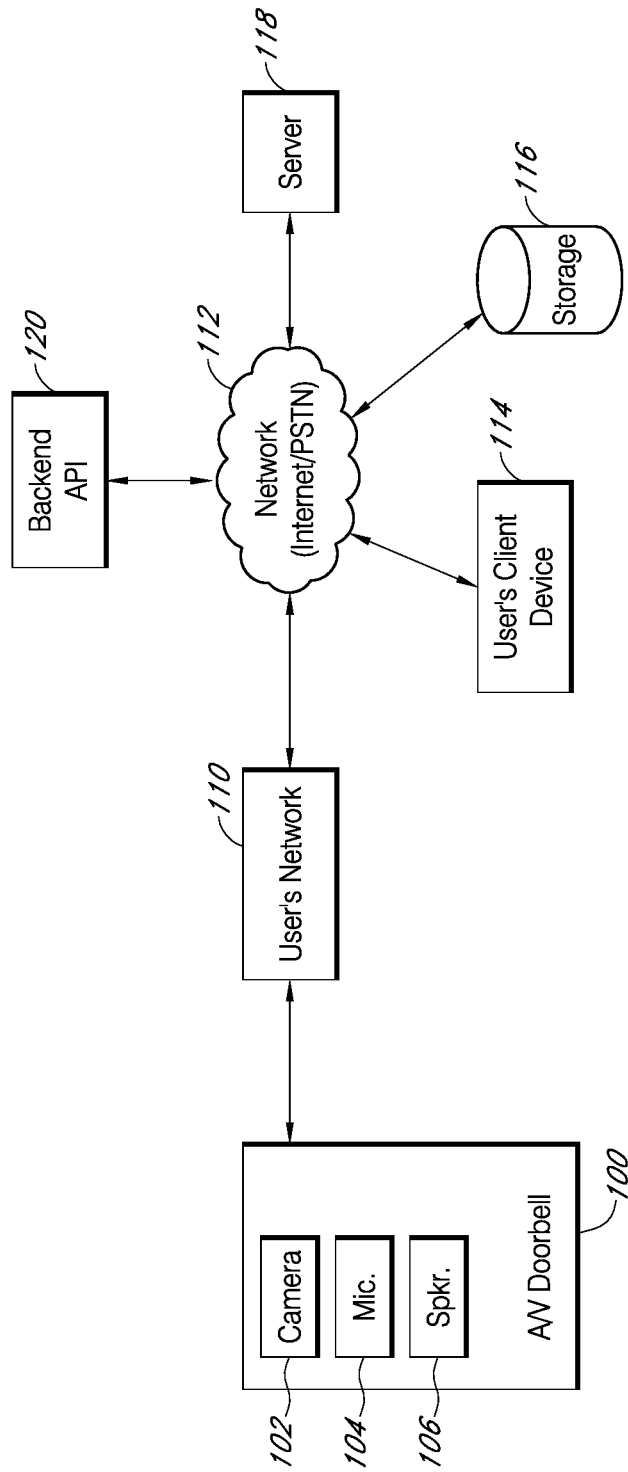 102
Camera
104
Mic.
106
Spkr.
A/V Doorbell
100
110
User's Network
120
Backend
API
112
Network
(Internet/PSTN)
118
Server
114
User's Client
Device
116
Storage